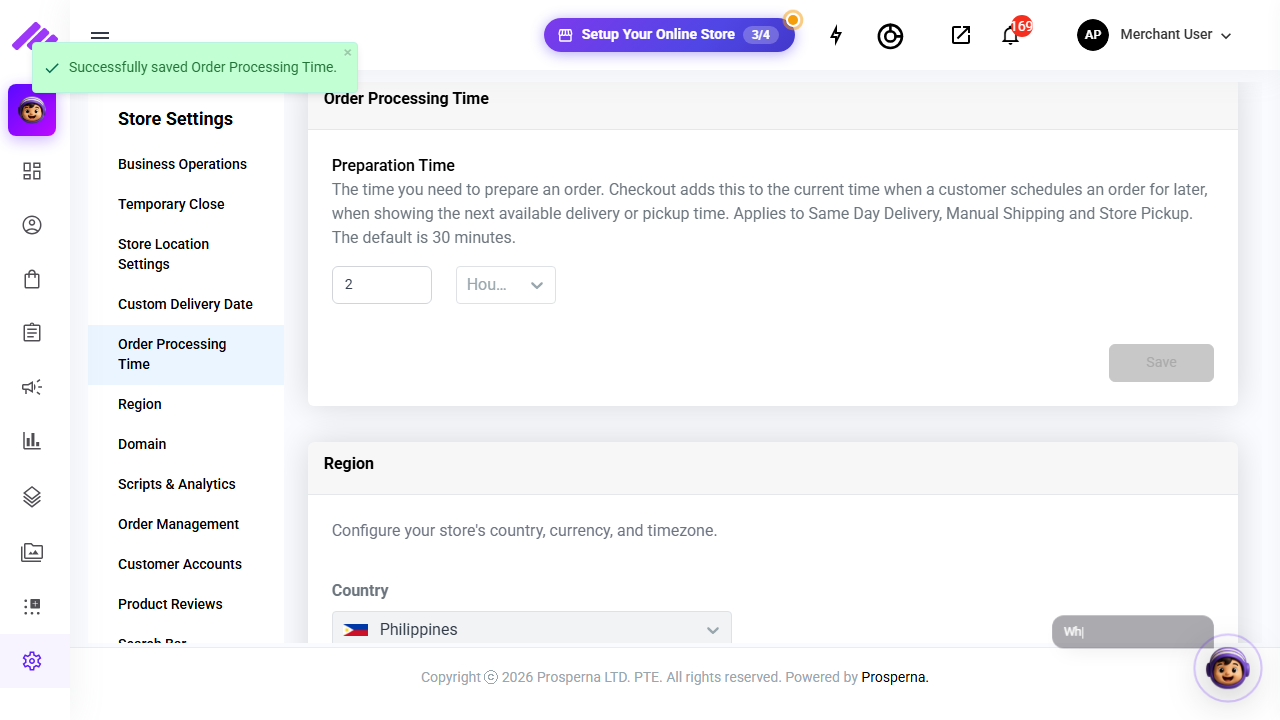 Setup Your Online Store 3/4
169
AP Merchant User
Successfully saved Order Processing Time. ×
Store Settings
Business Operations
Temporary Close
Store Location
Settings
Custom Delivery Date
Order Processing
Time
Region
Domain
Scripts & Analytics
Order Management
Customer Accounts
Product Reviews
Search Bar
Order Processing Time
Preparation Time
The time you need to prepare an order. Checkout adds this to the current time when a customer schedules an order for later,
when showing the next available delivery or pickup time. Applies to Same Day Delivery, Manual Shipping and Store Pickup.
The default is 30 minutes.
2 Hou...
Save
Region
Configure your store's country, currency, and timezone.
Country
Philippines
Wh|
Copyright © 2026 Prosperna LTD. PTE. All rights reserved. Powered by Prosperna.